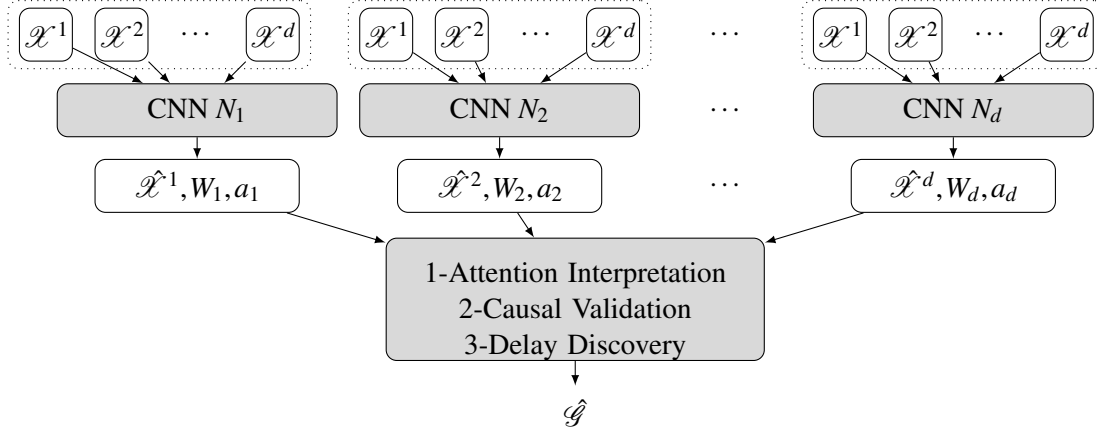 𝒳¹ 𝒳² ⋯ 𝒳ᵈ 𝒳¹ 𝒳² ⋯ 𝒳ᵈ ⋯ 𝒳¹ 𝒳² ⋯ 𝒳ᵈ
CNN N₁ CNN N₂ ⋯ CNN N_d
𝒳̂¹, W₁, a₁ 𝒳̂², W₂, a₂ ⋯ 𝒳̂ᵈ, W_d, a_d
1-Attention Interpretation
2-Causal Validation
3-Delay Discovery
𝒢̂